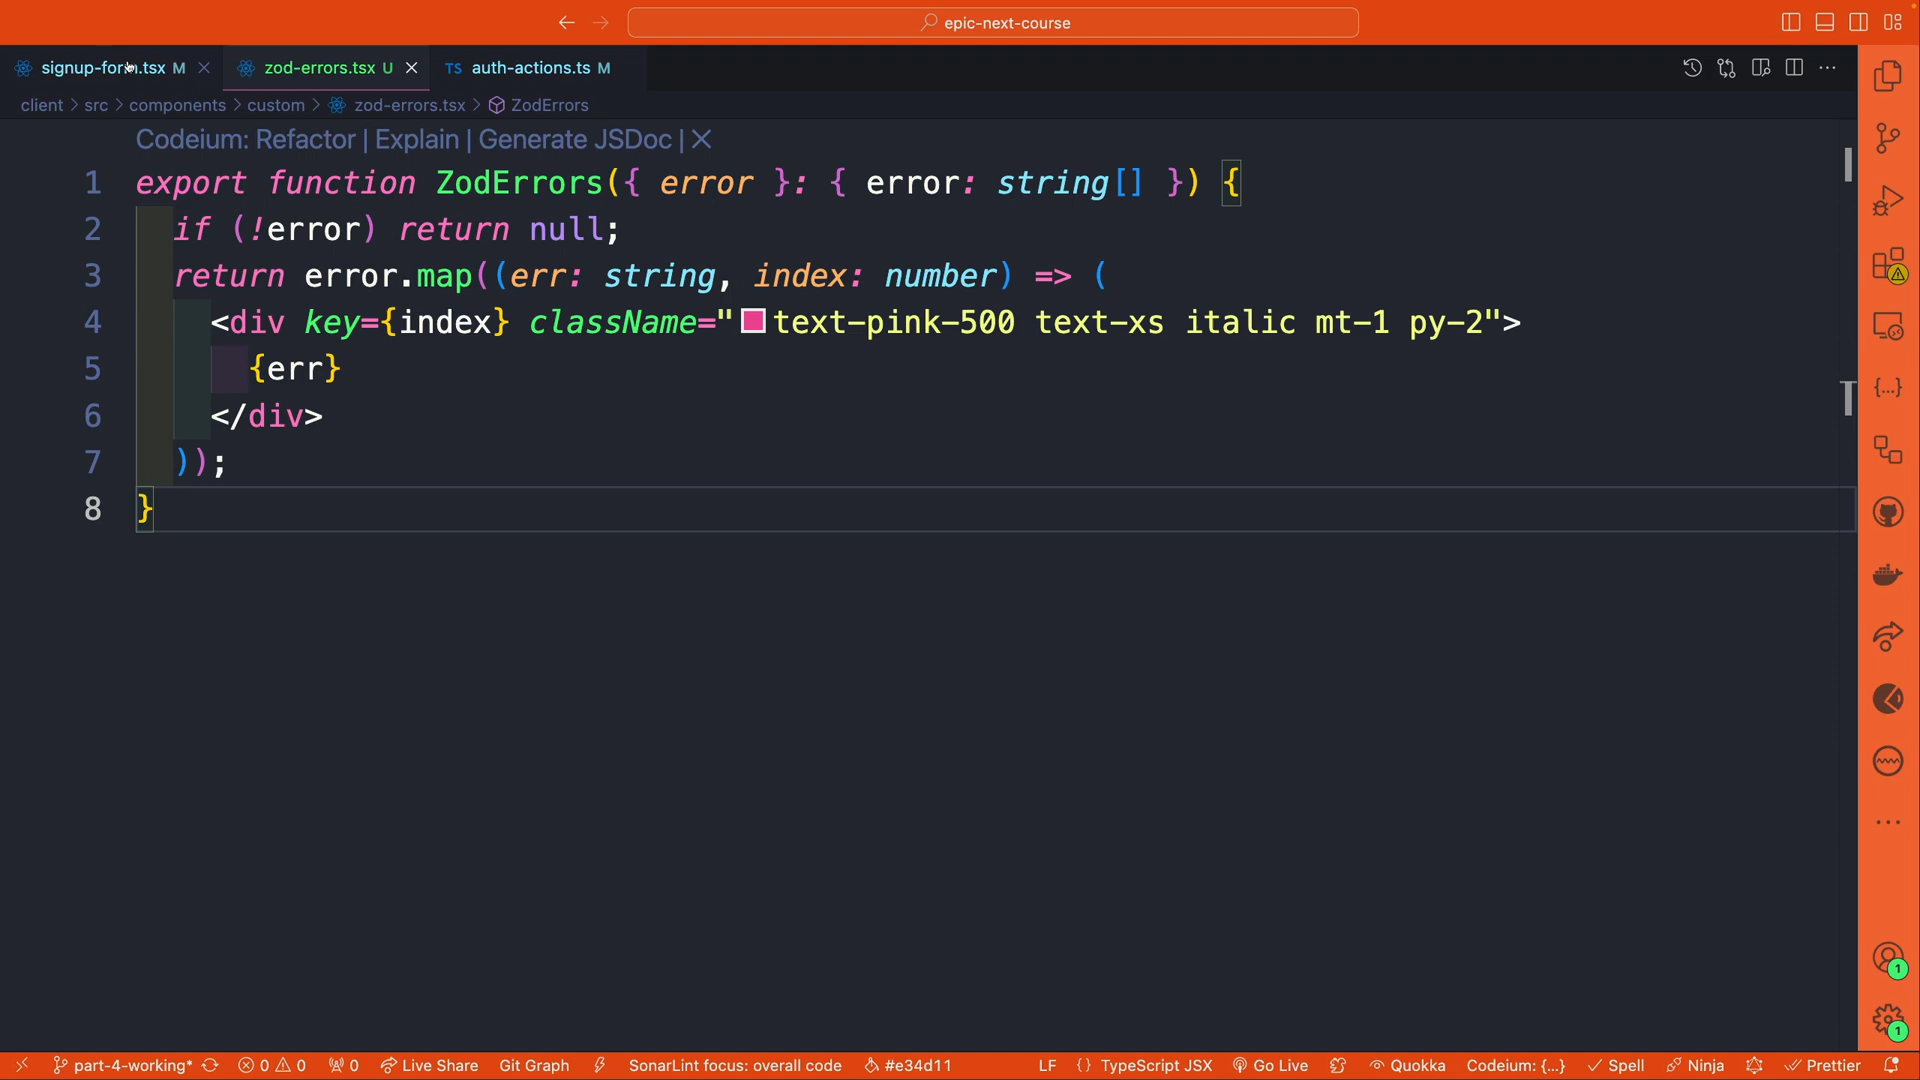 epic-next-course
signup-form.tsx M
zod-errors.tsx U
TS auth-actions.ts M
client > src > components > custom > zod-errors.tsx > ZodErrors
Codeium: Refactor | Explain | Generate JSDoc | ×
1 export function ZodErrors({ error }: { error: string[] }) {
2 if (!error) return null;
3 return error.map((err: string, index: number) => (
4 <div key={index} className="text-pink-500 text-xs italic mt-1 py-2">
5 {err}
6 </div>
7 ));
8 }
1
1
part-4-working* 0 0 0 Live Share Git Graph SonarLint focus: overall code #e34d11 LF {} TypeScript JSX Go Live Quokka Codeium: {...} Spell Ninja Prettier